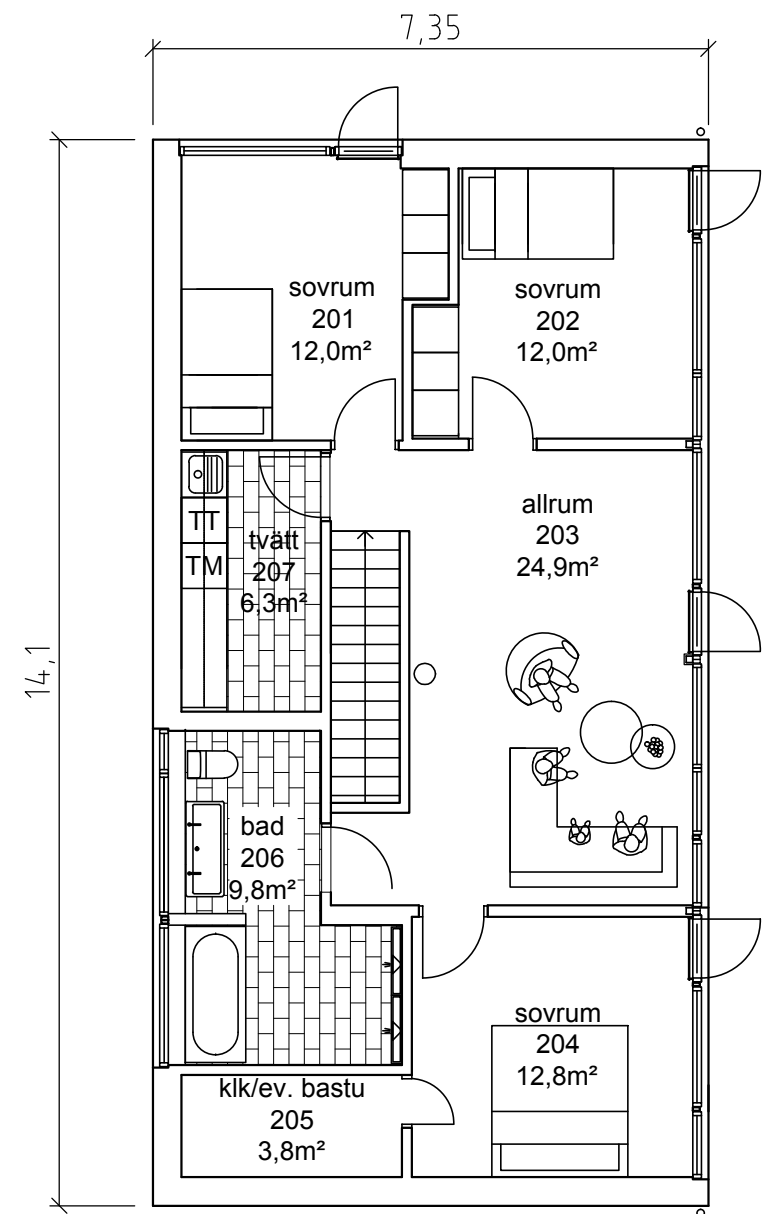 7,35
sovrum
201
12,0m²
sovrum
202
12,0m²
TT
TM
tvätt
207
6,3m²
allrum
203
24,9m²
14,1
bad
206
9,8m²
sovrum
204
12,8m²
klk/ev. bastu
205
3,8m²